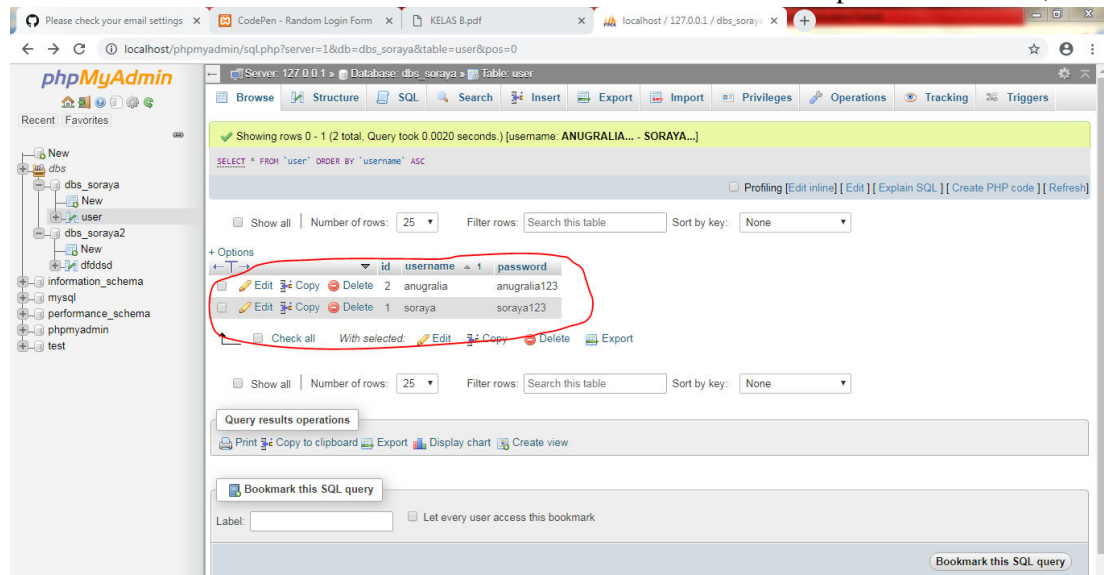 Please check your email settings
CodePen - Random Login Form
KELAS B.pdf
localhost / 127.0.0.1 / dbs_soray
localhost/phpmyadmin/sql.php?server=1&db=dbs_soraya&table=user&pos=0
phpMyAdmin
Recent Favorites
New
dbs
dbs_soraya
New
user
dbs_soraya2
New
dfddsd
information_schema
mysql
performance_schema
phpmyadmin
test
Server: 127.0.0.1 » Database: dbs_soraya » Table: user
Browse Structure SQL Search Insert Export Import Privileges Operations Tracking Triggers
Showing rows 0 - 1 (2 total, Query took 0.0020 seconds.) [username: ANUGRALIA... - SORAYA...]
SELECT * FROM `user` ORDER BY `username` ASC
Profiling [Edit inline] [ Edit ] [ Explain SQL ] [ Create PHP code ] [ Refresh]
Show all | Number of rows: 25 Filter rows: Search this table Sort by key: None
+ Options
←T→ id username 1 password
Edit Copy Delete 2 anugralia anugralia123
Edit Copy Delete 1 soraya soraya123
Check all With selected: Edit Copy Delete Export
Show all | Number of rows: 25 Filter rows: Search this table Sort by key: None
Query results operations
Print Copy to clipboard Export Display chart Create view
Bookmark this SQL query
Label: Let every user access this bookmark
Bookmark this SQL query